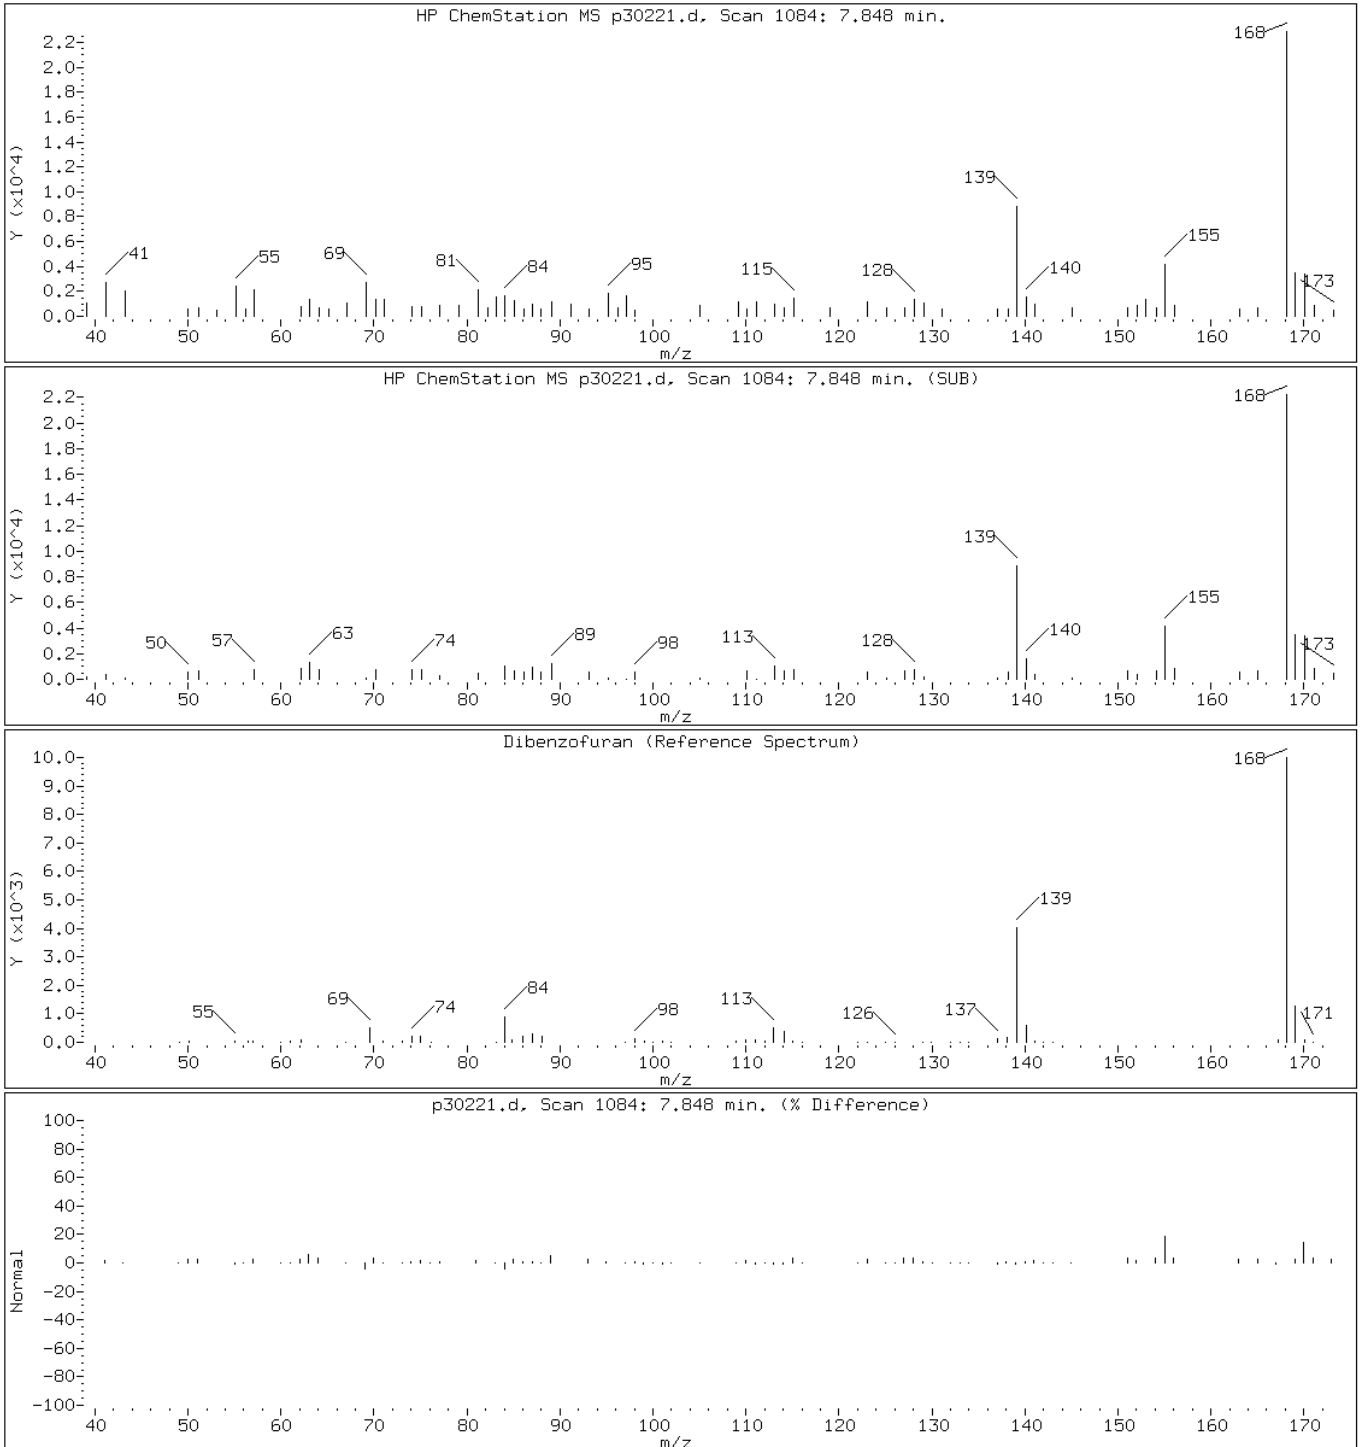 HP ChemStation MS p30221.d, Scan 1084: 7.848 min.
Y (x10^4)
2.2
2.0
1.8
1.6
1.4
1.2
1.0
0.8
0.6
0.4
0.2
0.0
41 55 69 81 84 95 115 128 139 140 155 168 173
40 50 60 70 80 90 100 110 120 130 140 150 160 170
m/z
HP ChemStation MS p30221.d, Scan 1084: 7.848 min. (SUB)
Y (x10^4)
2.2
2.0
1.8
1.6
1.4
1.2
1.0
0.8
0.6
0.4
0.2
0.0
50 57 63 74 89 98 113 128 139 140 155 168 173
40 50 60 70 80 90 100 110 120 130 140 150 160 170
m/z
Dibenzofuran (Reference Spectrum)
Y (x10^3)
10.0
9.0
8.0
7.0
6.0
5.0
4.0
3.0
2.0
1.0
0.0
55 69 74 84 98 113 126 137 139 168 171
40 50 60 70 80 90 100 110 120 130 140 150 160 170
m/z
p30221.d, Scan 1084: 7.848 min. (% Difference)
Normal
100
80
60
40
20
0
-20
-40
-60
-80
-100
40 50 60 70 80 90 100 110 120 130 140 150 160 170
m/z